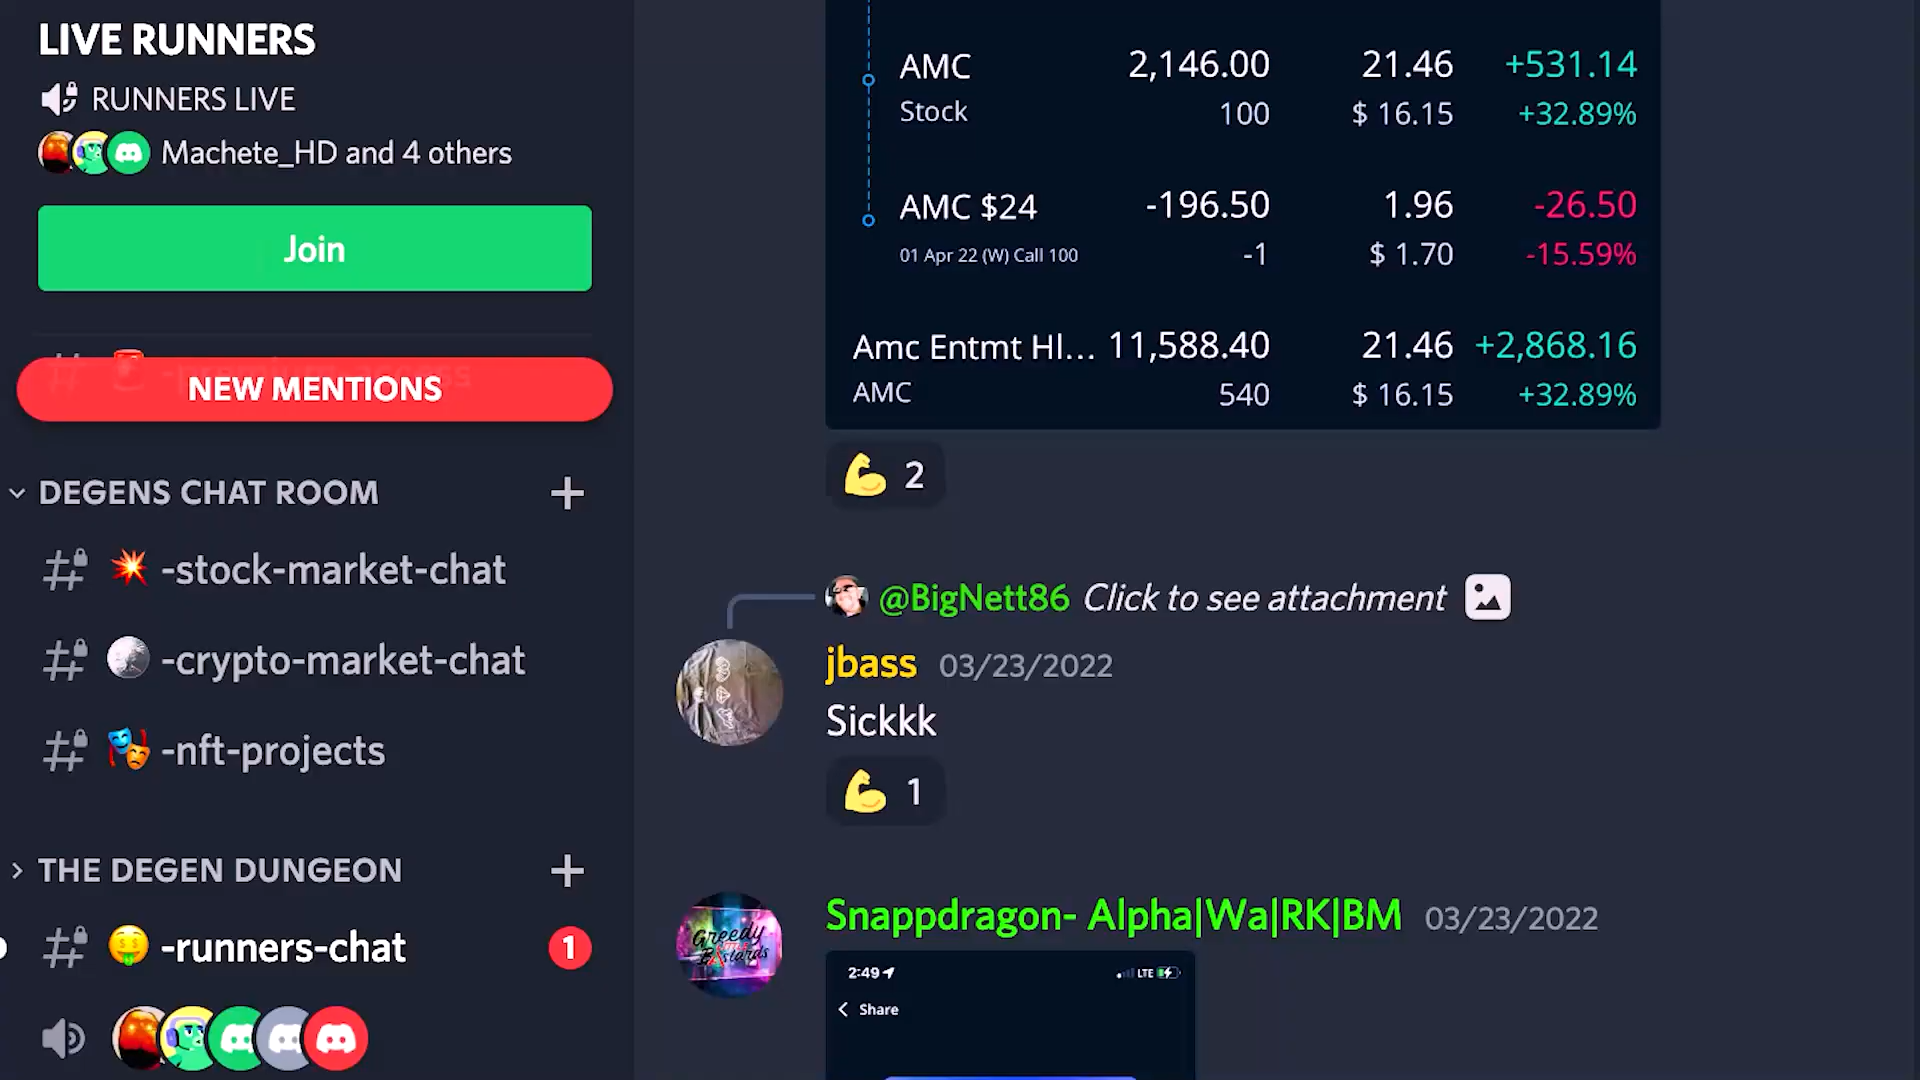 LIVE RUNNERS
RUNNERS LIVE
Machete_HD and 4 others
Join
NEW MENTIONS
DEGENS CHAT ROOM
-stock-market-chat
-crypto-market-chat
-nft-projects
THE DEGEN DUNGEON
-runners-chat 1
AMC 2,146.00 21.46 +531.14
Stock 100 $ 16.15 +32.89%
AMC $24 -196.50 1.96 -26.50
01 Apr 22 (W) Call 100 -1 $ 1.70 -15.59%
Amc Entmt Hl... 11,588.40 21.46 +2,868.16
AMC 540 $ 16.15 +32.89%
2
@BigNett86 Click to see attachment
jbass 03/23/2022
Sickkk
1
Snappdragon- Alpha|Wa|RK|BM 03/23/2022
Greedy
2:49 LTE
Share